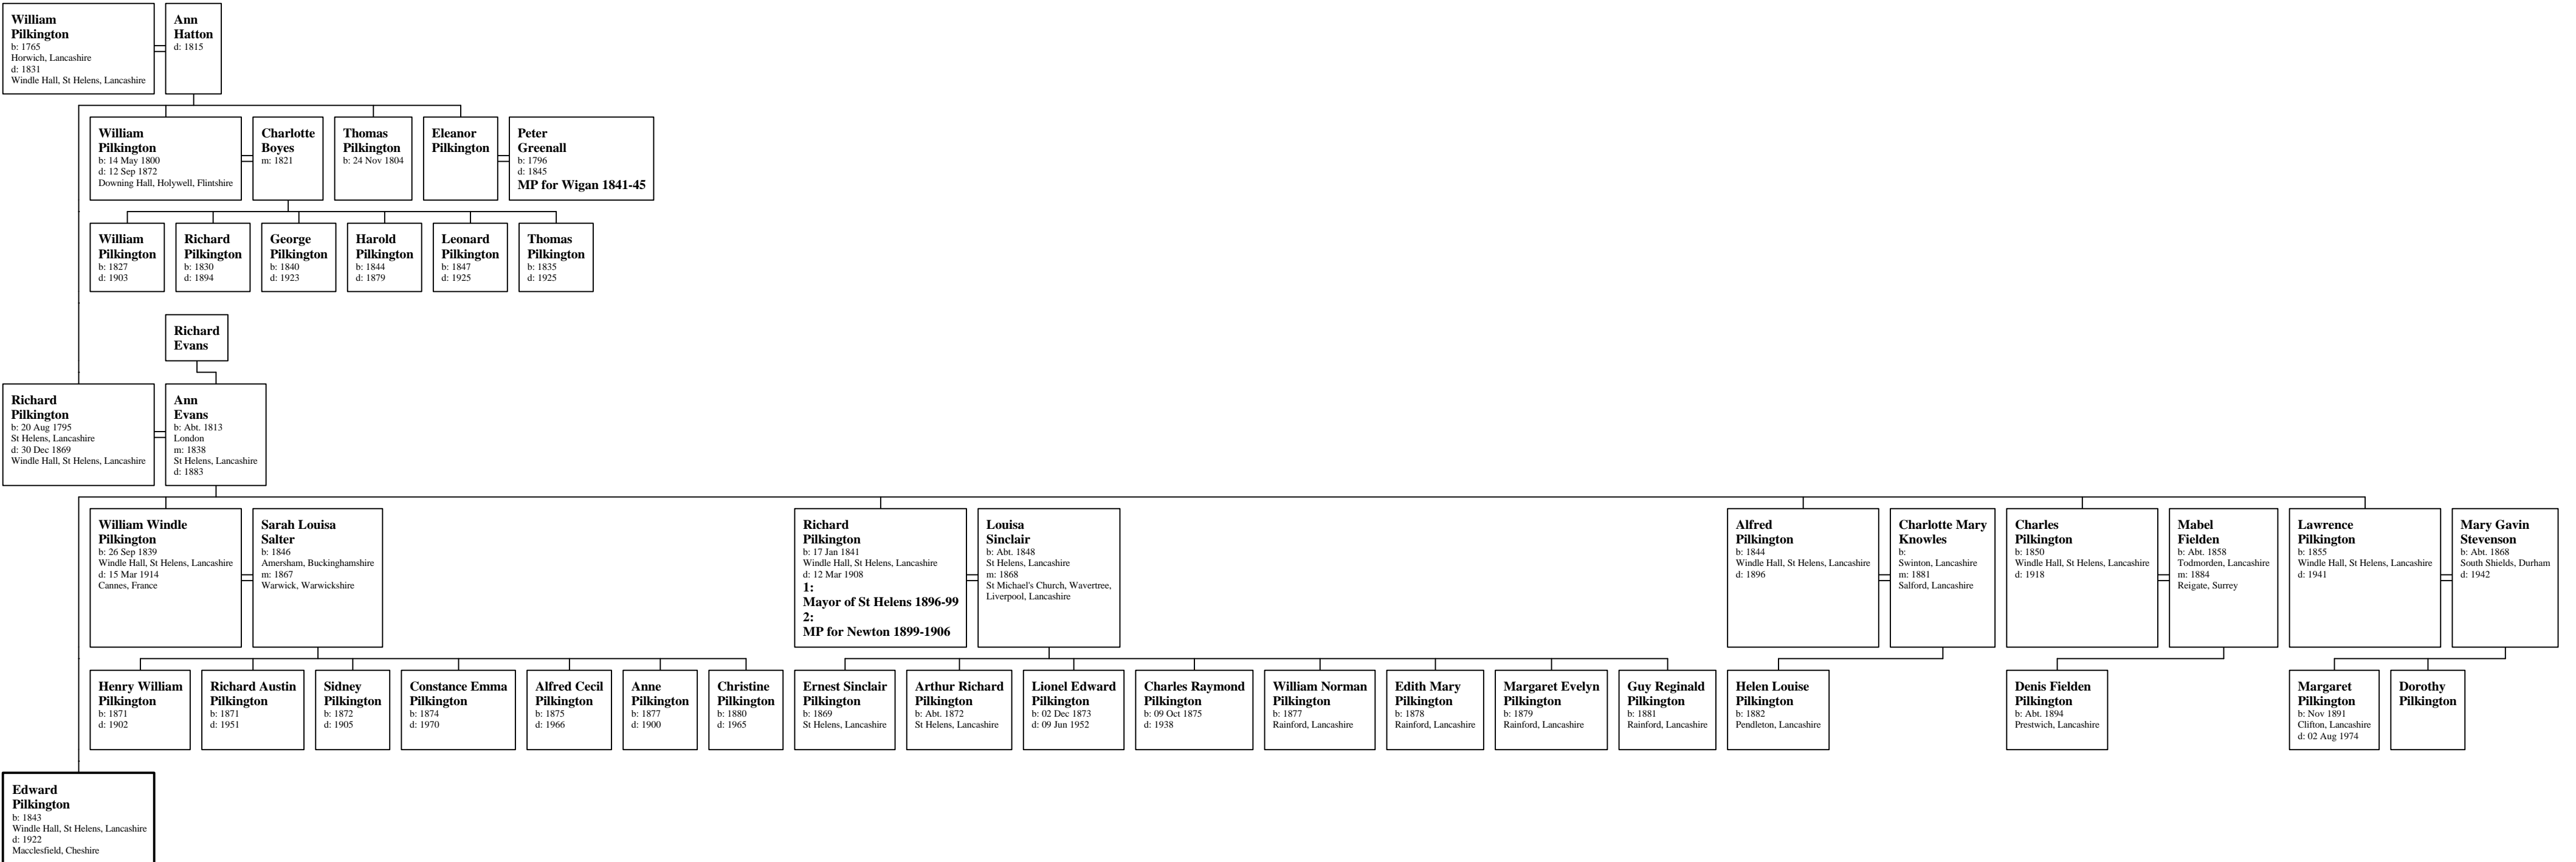 William
Pilkington
b: 1765
Horwich, Lancashire
d: 1831
Windle Hall, St Helens, Lancashire
Ann
Hatton
d: 1815
William
Pilkington
b: 14 May 1800
d: 12 Sep 1872
Downing Hall, Holywell, Flintshire
Charlotte
Boyes
m: 1821
Thomas
Pilkington
b: 24 Nov 1804
Eleanor
Pilkington
Peter
Greenall
b: 1796
d: 1845
MP for Wigan 1841-45
William
Pilkington
b: 1827
d: 1903
Richard
Pilkington
b: 1830
d: 1894
George
Pilkington
b: 1840
d: 1923
Harold
Pilkington
b: 1844
d: 1879
Leonard
Pilkington
b: 1847
d: 1925
Thomas
Pilkington
b: 1835
d: 1925
Richard
Evans
Richard
Pilkington
b: 20 Aug 1795
St Helens, Lancashire
d: 30 Dec 1869
Windle Hall, St Helens, Lancashire
Ann
Evans
b: Abt. 1813
London
m: 1838
St Helens, Lancashire
d: 1883
William Windle
Pilkington
b: 26 Sep 1839
Windle Hall, St Helens, Lancashire
d: 15 Mar 1914
Cannes, France
Sarah Louisa
Salter
b: 1846
Amersham, Buckinghamshire
m: 1867
Warwick, Warwickshire
Richard
Pilkington
b: 17 Jan 1841
Windle Hall, St Helens, Lancashire
d: 12 Mar 1908
1:
Mayor of St Helens 1896-99
2:
MP for Newton 1899-1906
Louisa
Sinclair
b: Abt. 1848
St Helens, Lancashire
m: 1868
St Michael's Church, Wavertree,
Liverpool, Lancashire
Alfred
Pilkington
b: 1844
Windle Hall, St Helens, Lancashire
d: 1896
Charlotte Mary
Knowles
b:
Swinton, Lancashire
m: 1881
Salford, Lancashire
Charles
Pilkington
b: 1850
Windle Hall, St Helens, Lancashire
d: 1918
Mabel
Fielden
b: Abt. 1858
Todmorden, Lancashire
m: 1884
Reigate, Surrey
Lawrence
Pilkington
b: 1855
Windle Hall, St Helens, Lancashire
d: 1941
Mary Gavin
Stevenson
b: Abt. 1868
South Shields, Durham
d: 1942
Henry William
Pilkington
b: 1871
d: 1902
Richard Austin
Pilkington
b: 1871
d: 1951
Sidney
Pilkington
b: 1872
d: 1905
Constance Emma
Pilkington
b: 1874
d: 1970
Alfred Cecil
Pilkington
b: 1875
d: 1966
Anne
Pilkington
b: 1877
d: 1900
Christine
Pilkington
b: 1880
d: 1965
Ernest Sinclair
Pilkington
b: 1869
St Helens, Lancashire
Arthur Richard
Pilkington
b: Abt. 1872
St Helens, Lancashire
Lionel Edward
Pilkington
b: 02 Dec 1873
d: 09 Jun 1952
Charles Raymond
Pilkington
b: 09 Oct 1875
d: 1938
William Norman
Pilkington
b: 1877
Rainford, Lancashire
Edith Mary
Pilkington
b: 1878
Rainford, Lancashire
Margaret Evelyn
Pilkington
b: 1879
Rainford, Lancashire
Guy Reginald
Pilkington
b: 1881
Rainford, Lancashire
Helen Louise
Pilkington
b: 1882
Pendleton, Lancashire
Denis Fielden
Pilkington
b: Abt. 1894
Prestwich, Lancashire
Margaret
Pilkington
b: Nov 1891
Clifton, Lancashire
d: 02 Aug 1974
Dorothy
Pilkington
Edward
Pilkington
b: 1843
Windle Hall, St Helens, Lancashire
d: 1922
Macclesfield, Cheshire